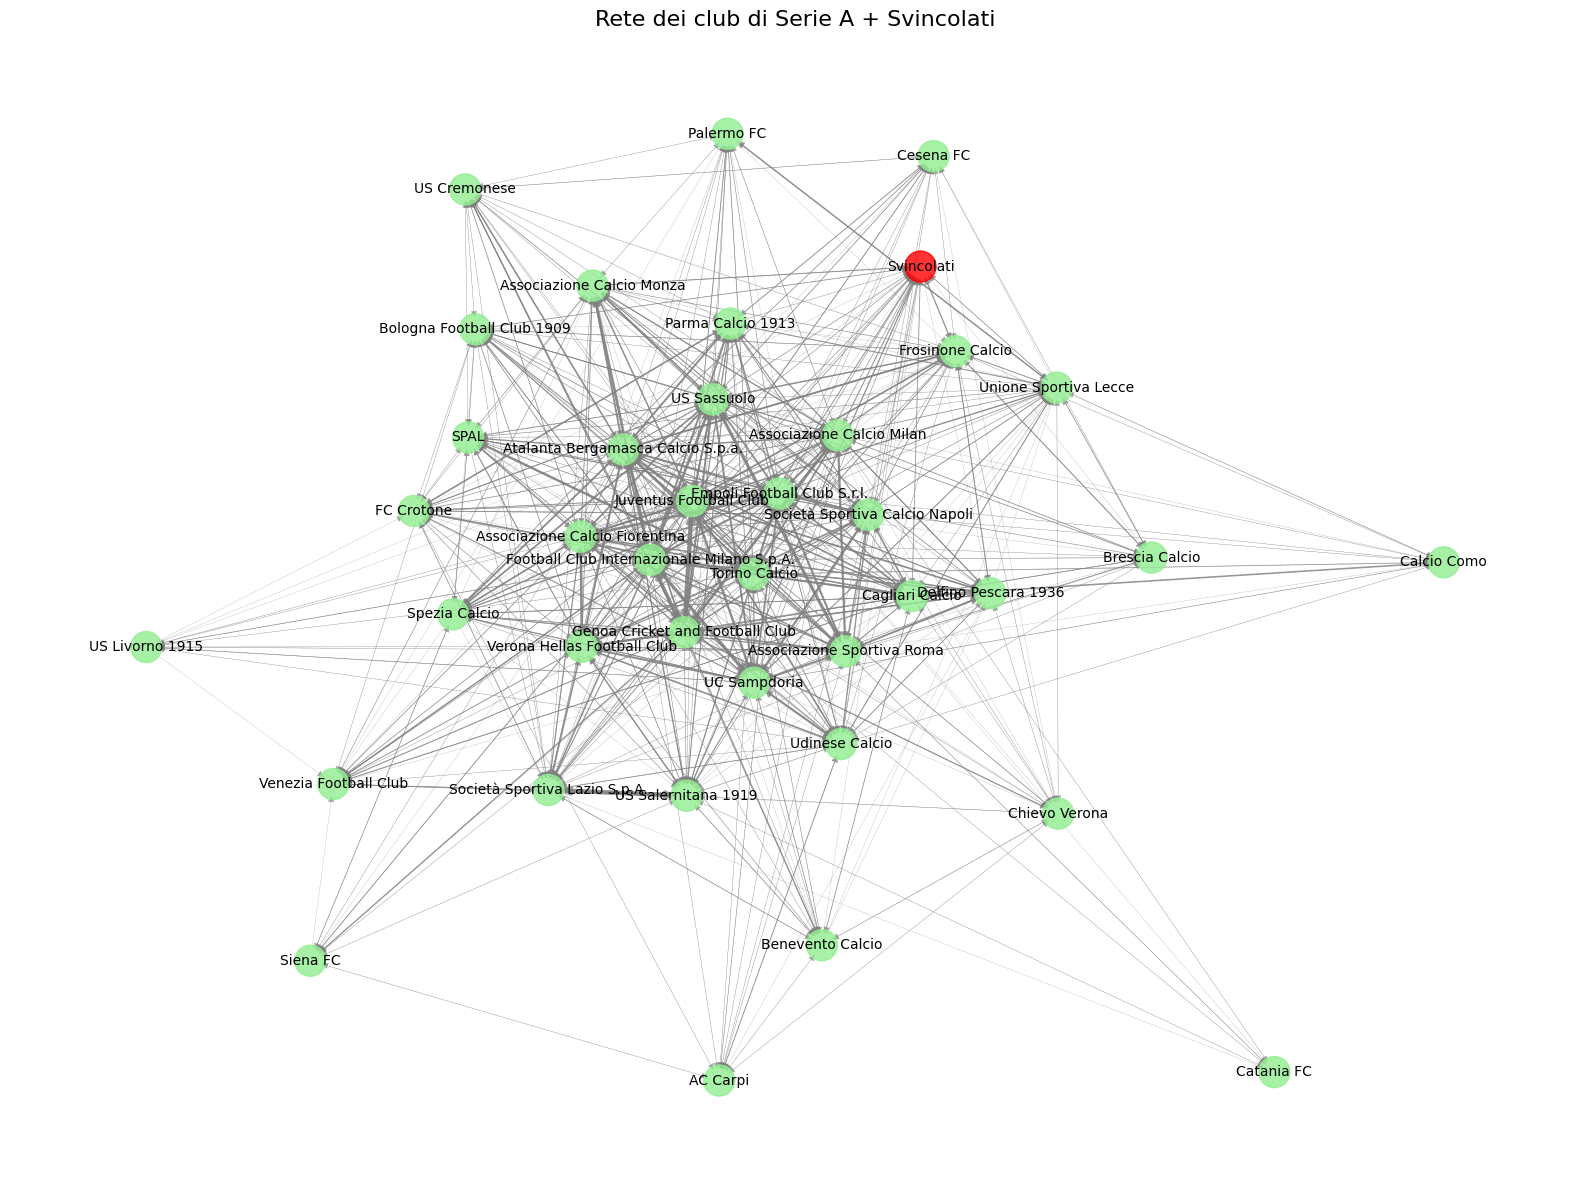 Rete dei club di Serie A + Svincolati
Palermo FC
Cesena FC
US Cremonese
Svincolati
Associazione Calcio Monza
Parma Calcio 1913
Bologna Football Club 1909
Frosinone Calcio
Unione Sportiva Lecce
US Sassuolo
Associazione Calcio Milan
SPAL
Atalanta Bergamasca Calcio S.p.a.
Empoli Football Club S.r.l.
Juventus Football Club
FC Crotone
Società Sportiva Calcio Napoli
Associazione Calcio Fiorentina
Football Club Internazionale Milano S.p.A.
Brescia Calcio
Calcio Como
Torino Calcio
Cagliari Calcio
Delfino Pescara 1936
Spezia Calcio
Genoa Cricket and Football Club
US Livorno 1915
Verona Hellas Football Club
Associazione Sportiva Roma
UC Sampdoria
Udinese Calcio
Venezia Football Club
Società Sportiva Lazio S.p.A.
US Salernitana 1919
Chievo Verona
Benevento Calcio
Siena FC
AC Carpi
Catania FC